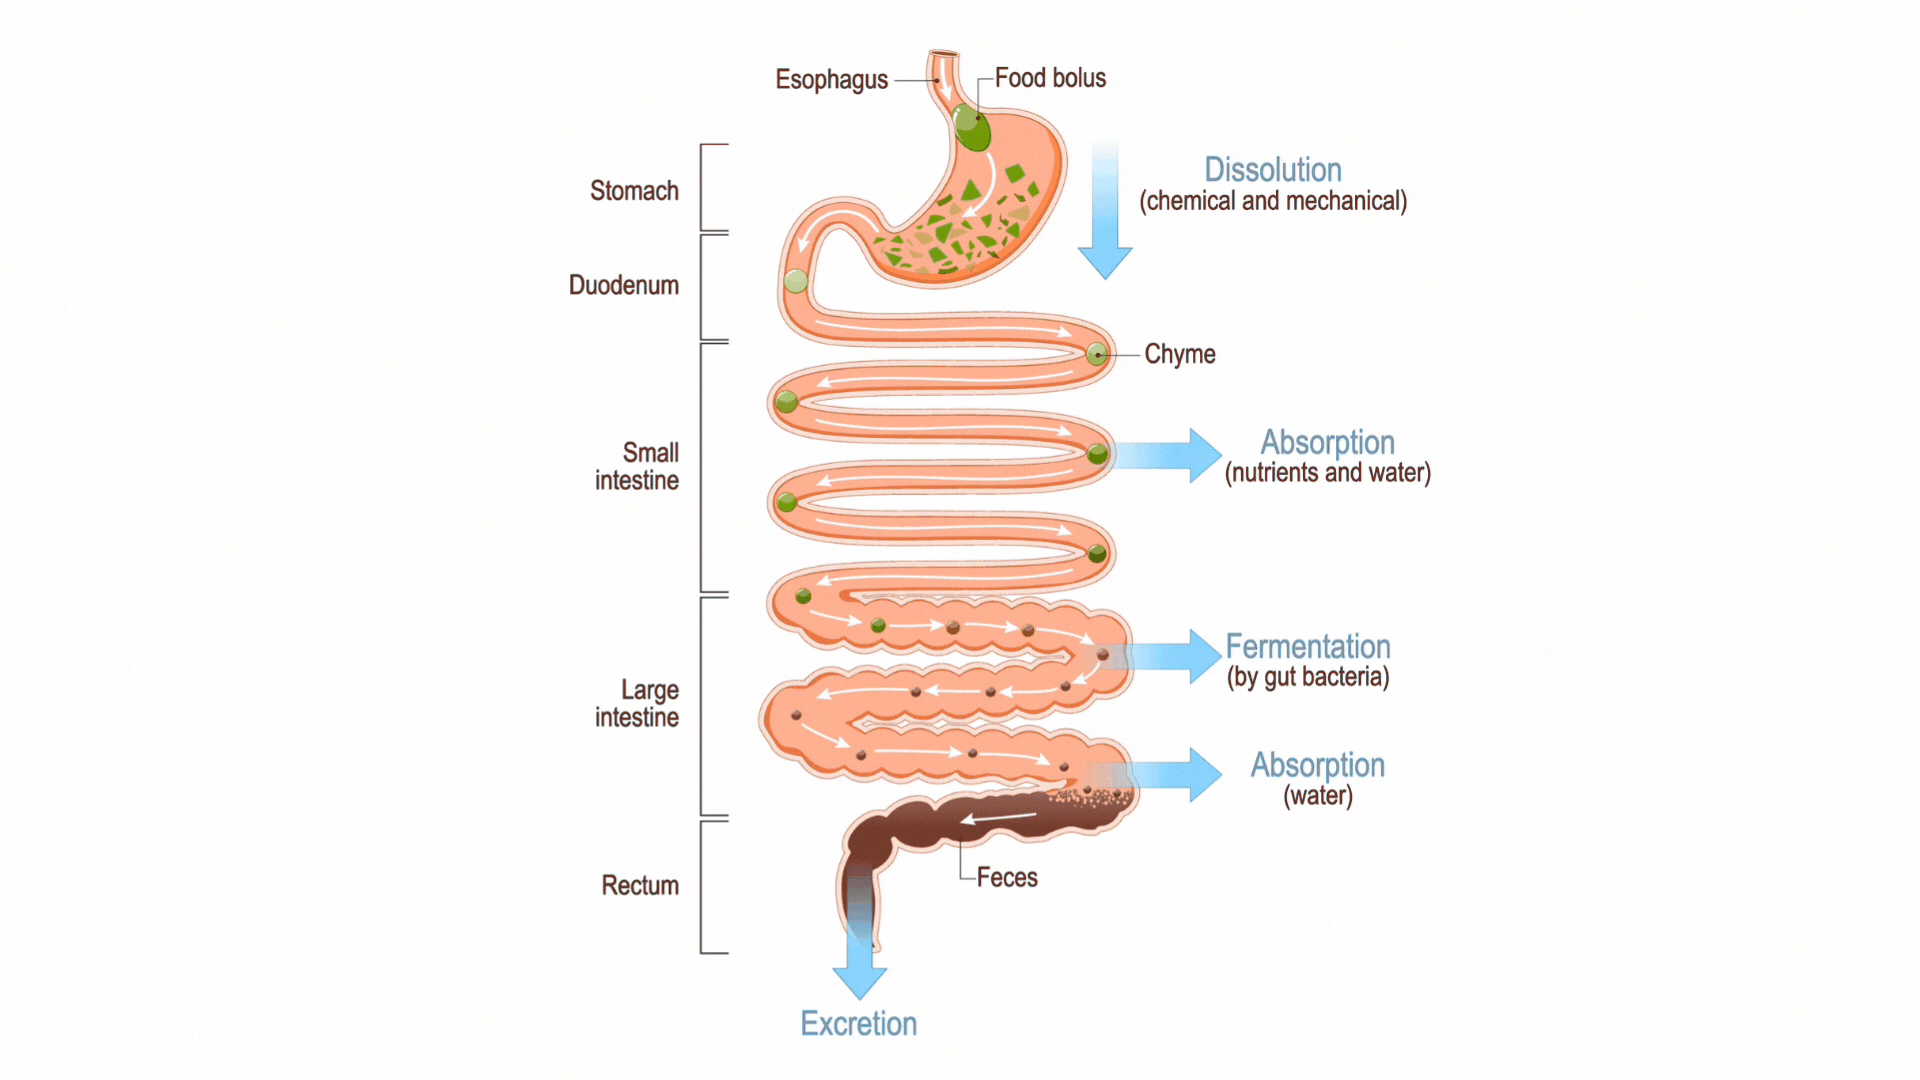 Esophagus
Food bolus
Stomach
Dissolution
(chemical and mechanical)
Duodenum
Chyme
Small
intestine
Absorption
(nutrients and water)
Large
intestine
Fermentation
(by gut bacteria)
Absorption
(water)
Rectum
Feces
Excretion